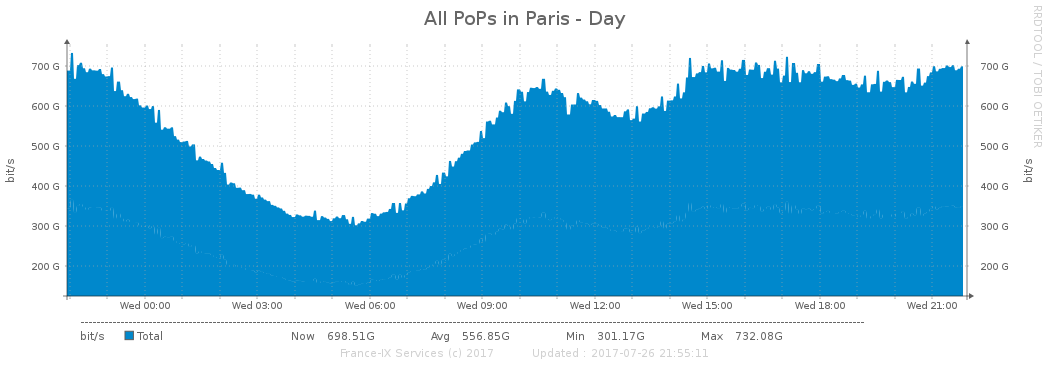 All PoPs in Paris - Day
RRDTOOL / TOBI OETIKER
bit/s
700 G
600 G
500 G
400 G
300 G
200 G
700 G
600 G
500 G
400 G
300 G
200 G
bit/s
Wed 00:00 Wed 03:00 Wed 06:00 Wed 09:00 Wed 12:00 Wed 15:00 Wed 18:00 Wed 21:00
bit/s Total Now 698.51G Avg 556.85G Min 301.17G Max 732.08G
France-IX Services (c) 2017 Updated : 2017-07-26 21:55:11